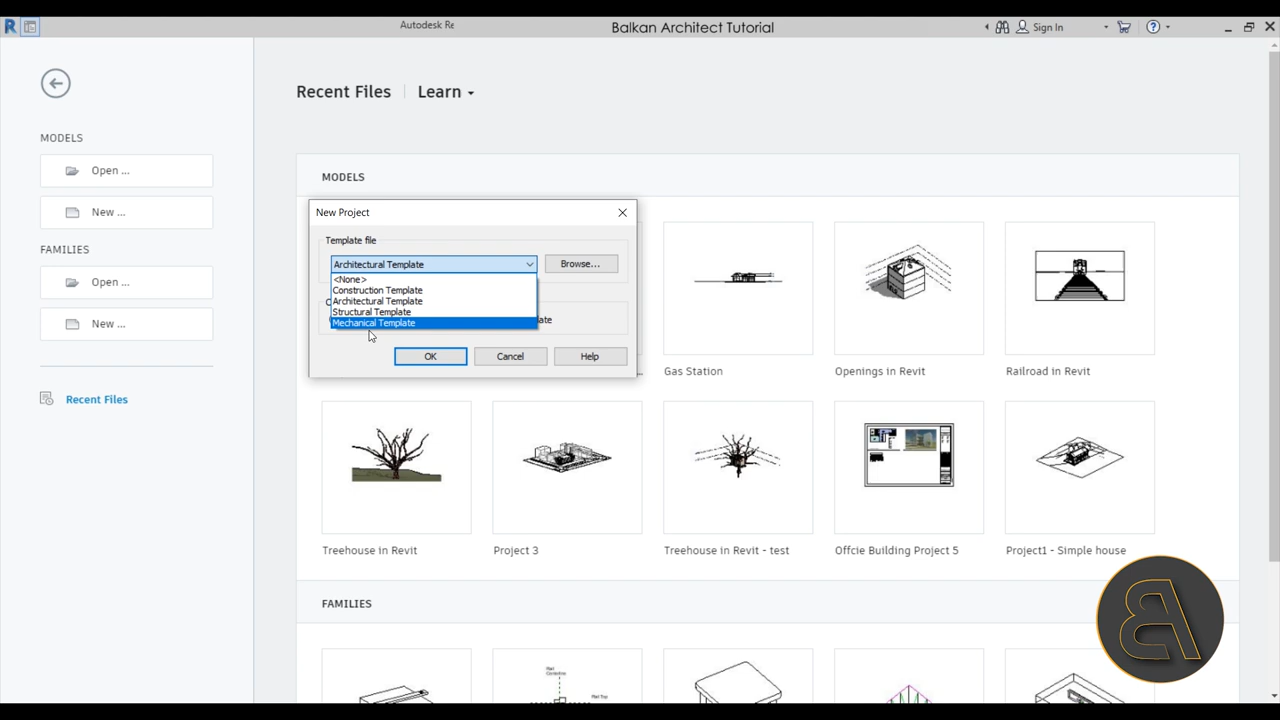 Autodesk Re
Balkan Architect Tutorial
Sign In
Recent Files
Learn
MODELS
Open ...
New ...
FAMILIES
Open ...
New ...
Recent Files
MODELS
New Project
Template file
Architectural Template
Browse...
<None>
Construction Template
Architectural Template
Structural Template
Mechanical Template
OK
Cancel
Help
Gas Station
Openings in Revit
Railroad in Revit
Treehouse in Revit
Project 3
Treehouse in Revit - test
Offcie Building Project 5
Project1 - Simple house
FAMILIES